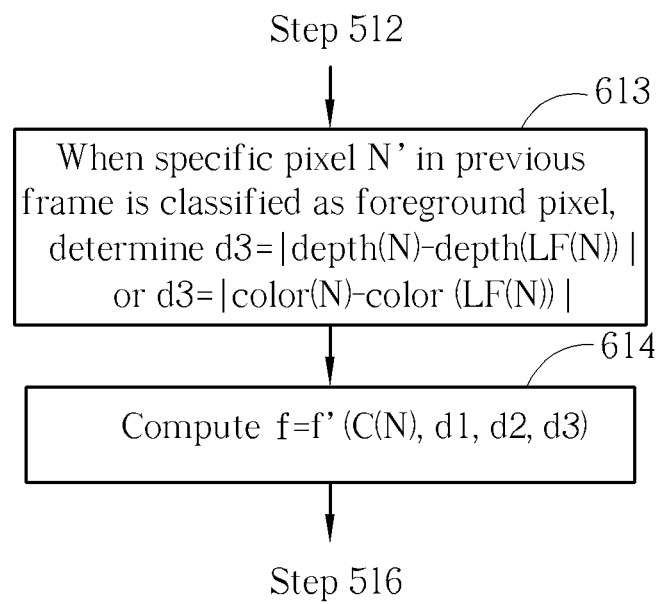 Step 512
613
When specific pixel N’ in previous
frame is classified as foreground pixel,
determine d3=|depth(N)-depth(LF(N)) |
or d3=|color(N)-color (LF(N)) |
614
Compute f=f’ (C(N), d1, d2, d3)
Step 516